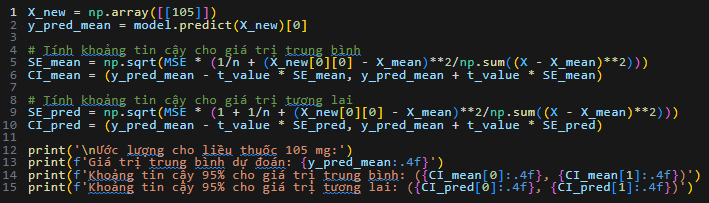 1 X_new = np.array([[105]])
2 y_pred_mean = model.predict(X_new)[0]
3
4 # Tính khoảng tin cậy cho giá trị trung bình
5 SE_mean = np.sqrt(MSE * (1/n + (X_new[0][0] - X_mean)**2/np.sum((X - X_mean)**2)))
6 CI_mean = (y_pred_mean - t_value * SE_mean, y_pred_mean + t_value * SE_mean)
7
8 # Tính khoảng tin cậy cho giá trị tương lai
9 SE_pred = np.sqrt(MSE * (1 + 1/n + (X_new[0][0] - X_mean)**2/np.sum((X - X_mean)**2)))
10 CI_pred = (y_pred_mean - t_value * SE_pred, y_pred_mean + t_value * SE_pred)
11
12 print('\nƯớc lượng cho liều thuốc 105 mg:')
13 print(f'Giá trị trung bình dự đoán: {y_pred_mean:.4f}')
14 print(f'Khoảng tin cậy 95% cho giá trị trung bình: ({CI_mean[0]:.4f}, {CI_mean[1]:.4f})')
15 print(f'Khoảng tin cậy 95% cho giá trị tương lai: ({CI_pred[0]:.4f}, {CI_pred[1]:.4f})')